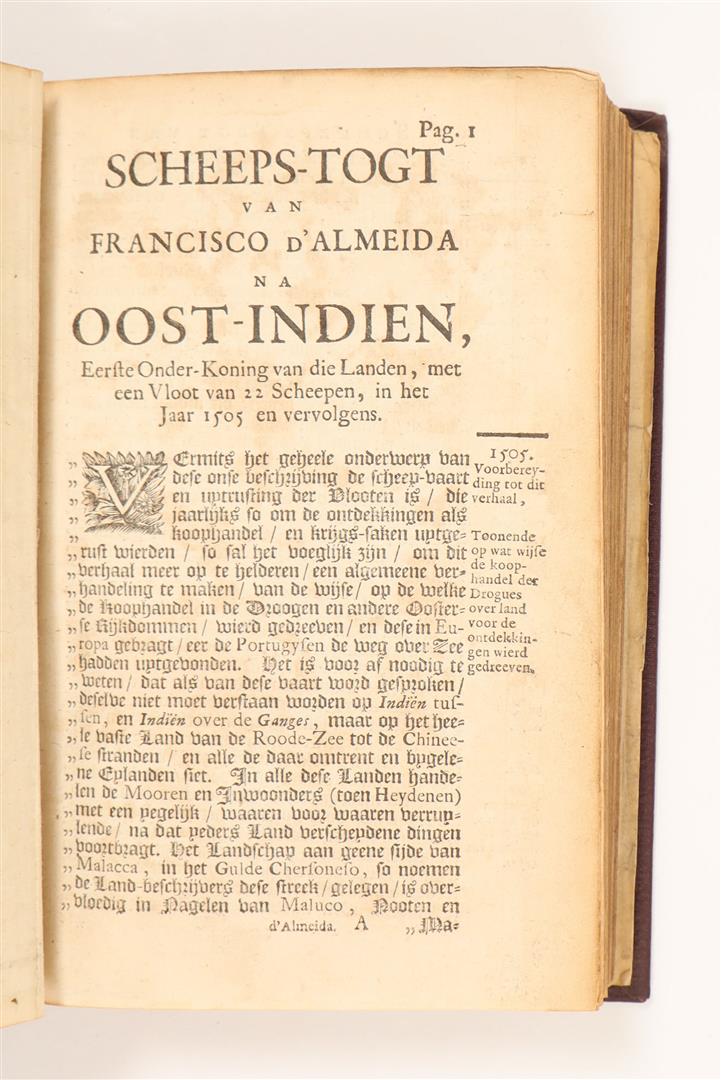 Pag. 1
SCHEEPS-TOGT
VAN
FRANCISCO D'ALMEIDA
NA
OOST-INDIEN,
Eerste Onder-Koning van die Landen, met
een Vloot van 22 Scheepen, in het
Jaar 1505 en vervolgens.
„ VErmits het geheele onderwerp van
„ dese onse beschrijving de scheep-vaart
„ en uptrusting der Vlooten is / die
„ jaarlijks so om de ontdekkingen als
„ koophandel / en krijgs-saken uptge-
„ rust wierden / so sal het voeglijk zijn / om dit
„ verhaal meer op te helderen / een algemeene ver-
„ handeling te maken / van de wijse / op de welke
„ de Koophandel in de Droogen en andere Ooster-
„ se Rijkdommen / wierd gedreeven / en dese in Eu-
„ ropa gebragt / eer de Portugysen de weg over Zee
„ hadden uptgevonden. Het is voor af noodig te
„ weten / dat als van dese vaart word gesproken /
„ deselve niet moet verstaan worden op Indiën tus-
„ sen, en Indiën over de Ganges, maar op het hee-
„ le vaste Land van de Roode-Zee tot de Chinee-
„ se stranden / en alle de daar omtrent en bygele-
„ ne Eylanden siet. In alle dese Landen hande-
„ len de Mooren en Inwoonders (toen Heydenen)
„ met een yegelijk / waaren voor waaren verruy-
„ lende / na dat yeders Land verscheydene dingen
„ voortbragt. Het Landschap aan geene sijde van
„ Malacca, in het Gulde Chersoneso, so noemen
„ de Land-beschrijvers dese streek / gelegen / is over-
„ vloedig in Nagelen van Maluco, Nooten en
d'Almeida. A „ Ma-
1505.
Voorberey-
ding tot dit
verhaal,
Toonende
op wat wijse
de koop-
handel der
Drogues
over land
voor de
ontdekkin-
gen wierd
gedreeven.